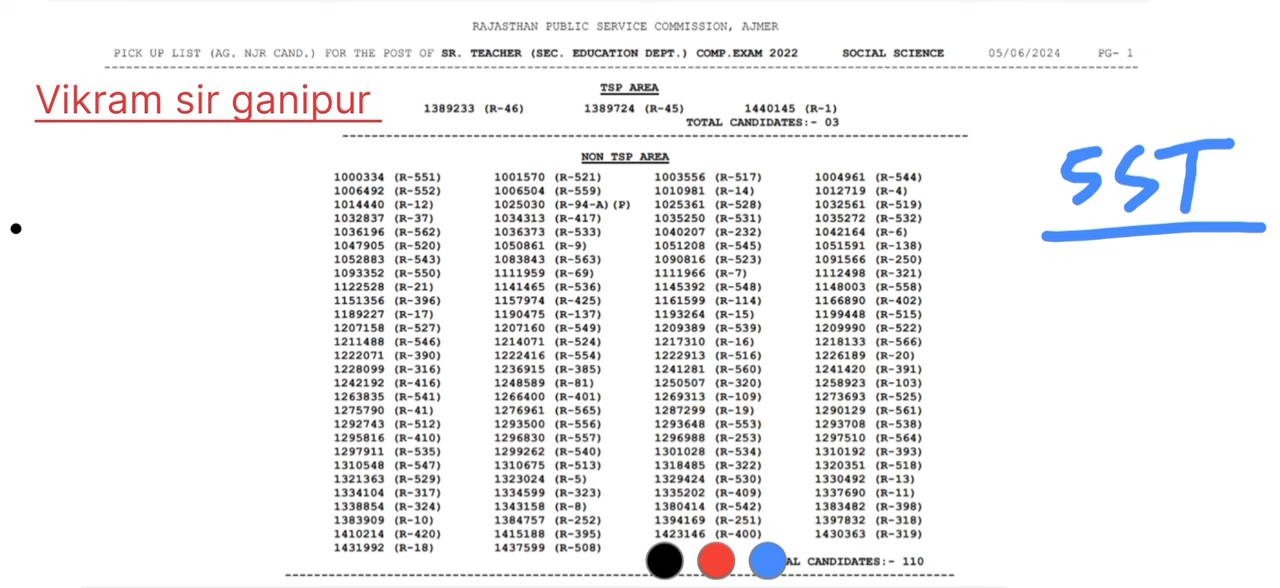 RAJASTHAN PUBLIC SERVICE COMMISSION, AJMER
PICK UP LIST (AG. NJR CAND.) FOR THE POST OF SR. TEACHER (SEC. EDUCATION DEPT.) COMP.EXAM 2022 SOCIAL SCIENCE 05/06/2024 PG- 1
Vikram sir ganipur
TSP AREA
1389233 (R-46) 1389724 (R-45) 1440145 (R-1)
TOTAL CANDIDATES:- 03
SST
NON TSP AREA
1000334 (R-551) 1001570 (R-521) 1003556 (R-517) 1004961 (R-544)
1006492 (R-552) 1006504 (R-559) 1010981 (R-14) 1012719 (R-4)
1014440 (R-12) 1025030 (R-94-A)(P) 1025361 (R-528) 1032561 (R-519)
1032837 (R-37) 1034313 (R-417) 1035250 (R-531) 1035272 (R-532)
1036196 (R-562) 1036373 (R-533) 1040207 (R-232) 1042164 (R-6)
1047905 (R-520) 1050861 (R-9) 1051208 (R-545) 1051591 (R-138)
1052883 (R-543) 1083843 (R-563) 1090816 (R-523) 1091566 (R-250)
1093352 (R-550) 1111959 (R-69) 1111966 (R-7) 1112498 (R-321)
1122528 (R-21) 1141465 (R-536) 1145392 (R-548) 1148003 (R-558)
1151356 (R-396) 1157974 (R-425) 1161599 (R-114) 1166890 (R-402)
1189227 (R-17) 1190475 (R-137) 1193264 (R-15) 1199448 (R-515)
1207158 (R-527) 1207160 (R-549) 1209389 (R-539) 1209990 (R-522)
1211488 (R-546) 1214071 (R-524) 1217310 (R-16) 1218133 (R-566)
1222071 (R-390) 1222416 (R-554) 1222913 (R-516) 1226189 (R-20)
1228099 (R-316) 1236915 (R-385) 1241281 (R-560) 1241420 (R-391)
1242192 (R-416) 1248589 (R-81) 1250507 (R-320) 1258923 (R-103)
1263835 (R-541) 1266400 (R-401) 1269313 (R-109) 1273693 (R-525)
1275790 (R-41) 1276961 (R-565) 1287299 (R-19) 1290129 (R-561)
1292743 (R-512) 1293500 (R-556) 1293648 (R-553) 1293708 (R-538)
1295816 (R-410) 1296830 (R-557) 1296988 (R-253) 1297510 (R-564)
1297911 (R-535) 1299262 (R-540) 1301028 (R-534) 1310192 (R-393)
1310548 (R-547) 1310675 (R-513) 1318485 (R-322) 1320351 (R-518)
1321363 (R-529) 1323024 (R-5) 1329424 (R-530) 1330492 (R-13)
1334104 (R-317) 1334599 (R-323) 1335202 (R-409) 1337690 (R-11)
1338854 (R-324) 1343158 (R-8) 1380414 (R-542) 1383482 (R-398)
1383909 (R-10) 1384757 (R-252) 1394169 (R-251) 1397832 (R-318)
1410214 (R-420) 1415188 (R-395) 1423146 (R-400) 1430363 (R-319)
1431992 (R-18) 1437599 (R-508)
AL CANDIDATES:- 110